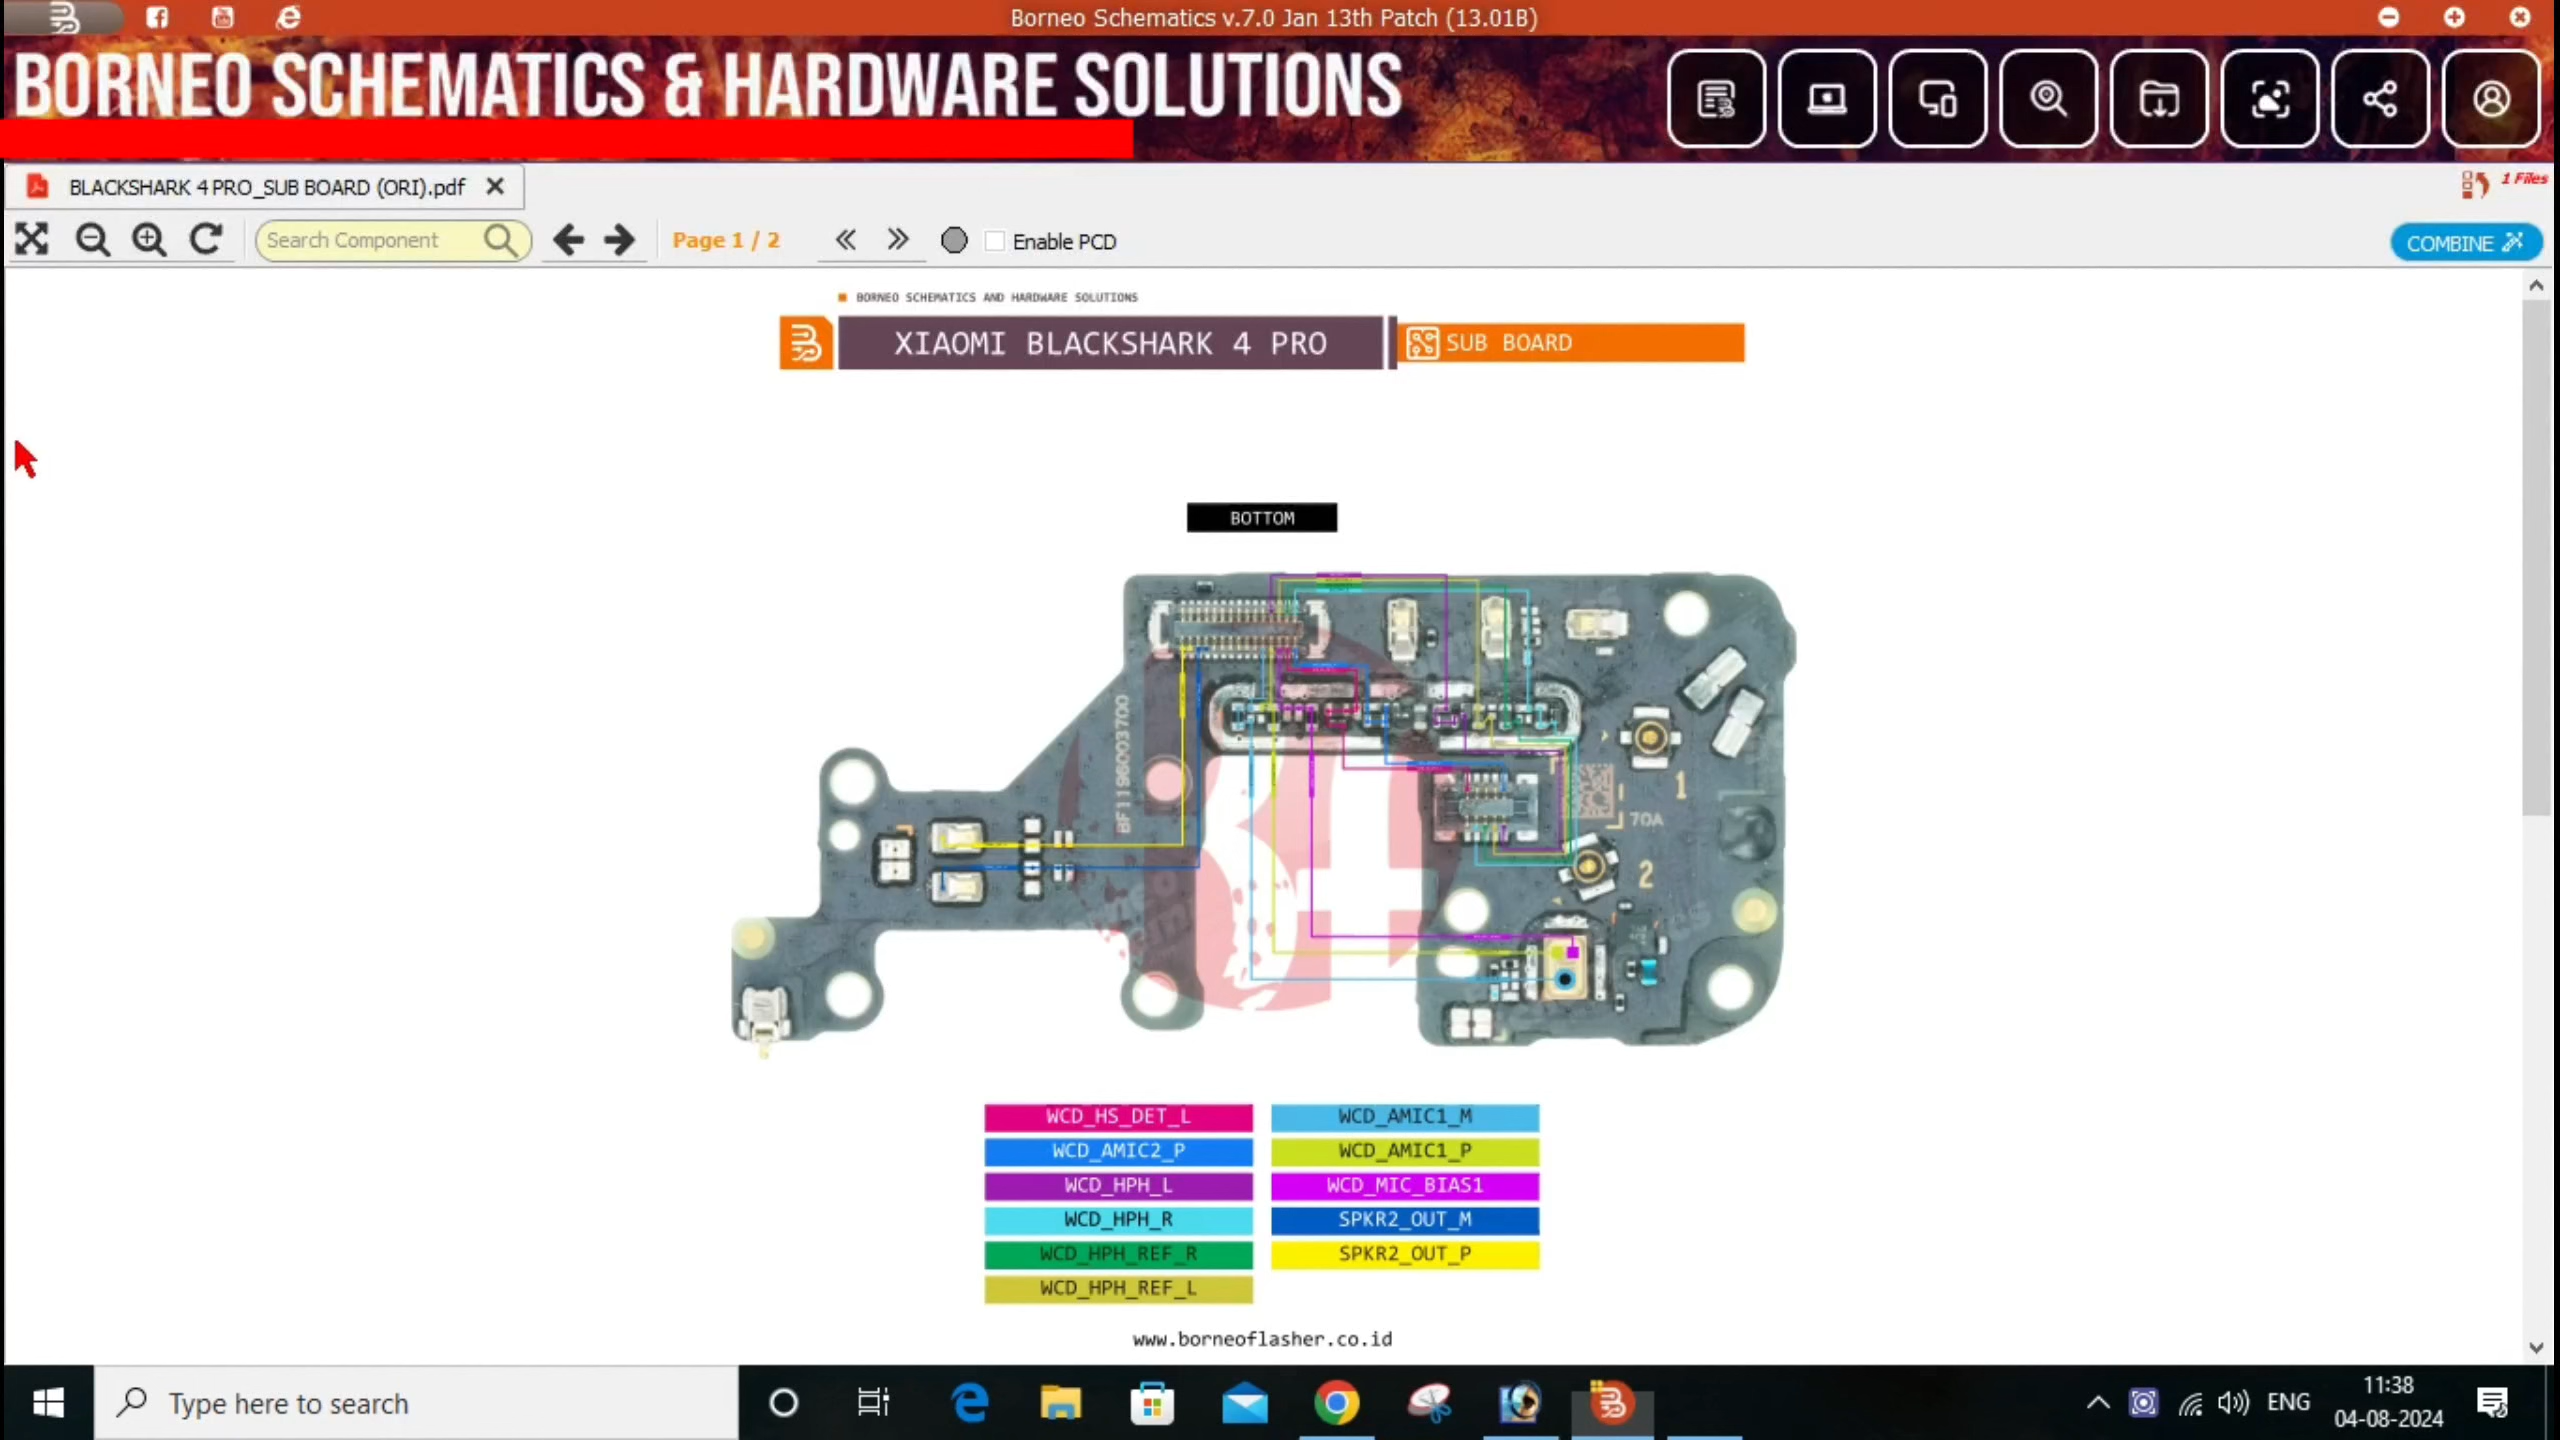 Borneo Schematics v.7.0 Jan 13th Patch (13.01B)
BORNEO SCHEMATICS & HARDWARE SOLUTIONS
BLACKSHARK 4 PRO_SUB BOARD (ORI).pdf
1 Files
Search Component
Page 1 / 2
Enable PCD
COMBINE
BORNEO SCHEMATICS AND HARDWARE SOLUTIONS
XIAOMI BLACKSHARK 4 PRO
SUB BOARD
BOTTOM
BF1196003700
1
70A
2
WCD_HS_DET_L
WCD_AMIC1_M
WCD_AMIC2_P
WCD_AMIC1_P
WCD_HPH_L
WCD_MIC_BIAS1
WCD_HPH_R
SPKR2_OUT_M
WCD_HPH_REF_R
SPKR2_OUT_P
WCD_HPH_REF_L
www.borneoflasher.co.id
Type here to search
ENG
11:38
04-08-2024